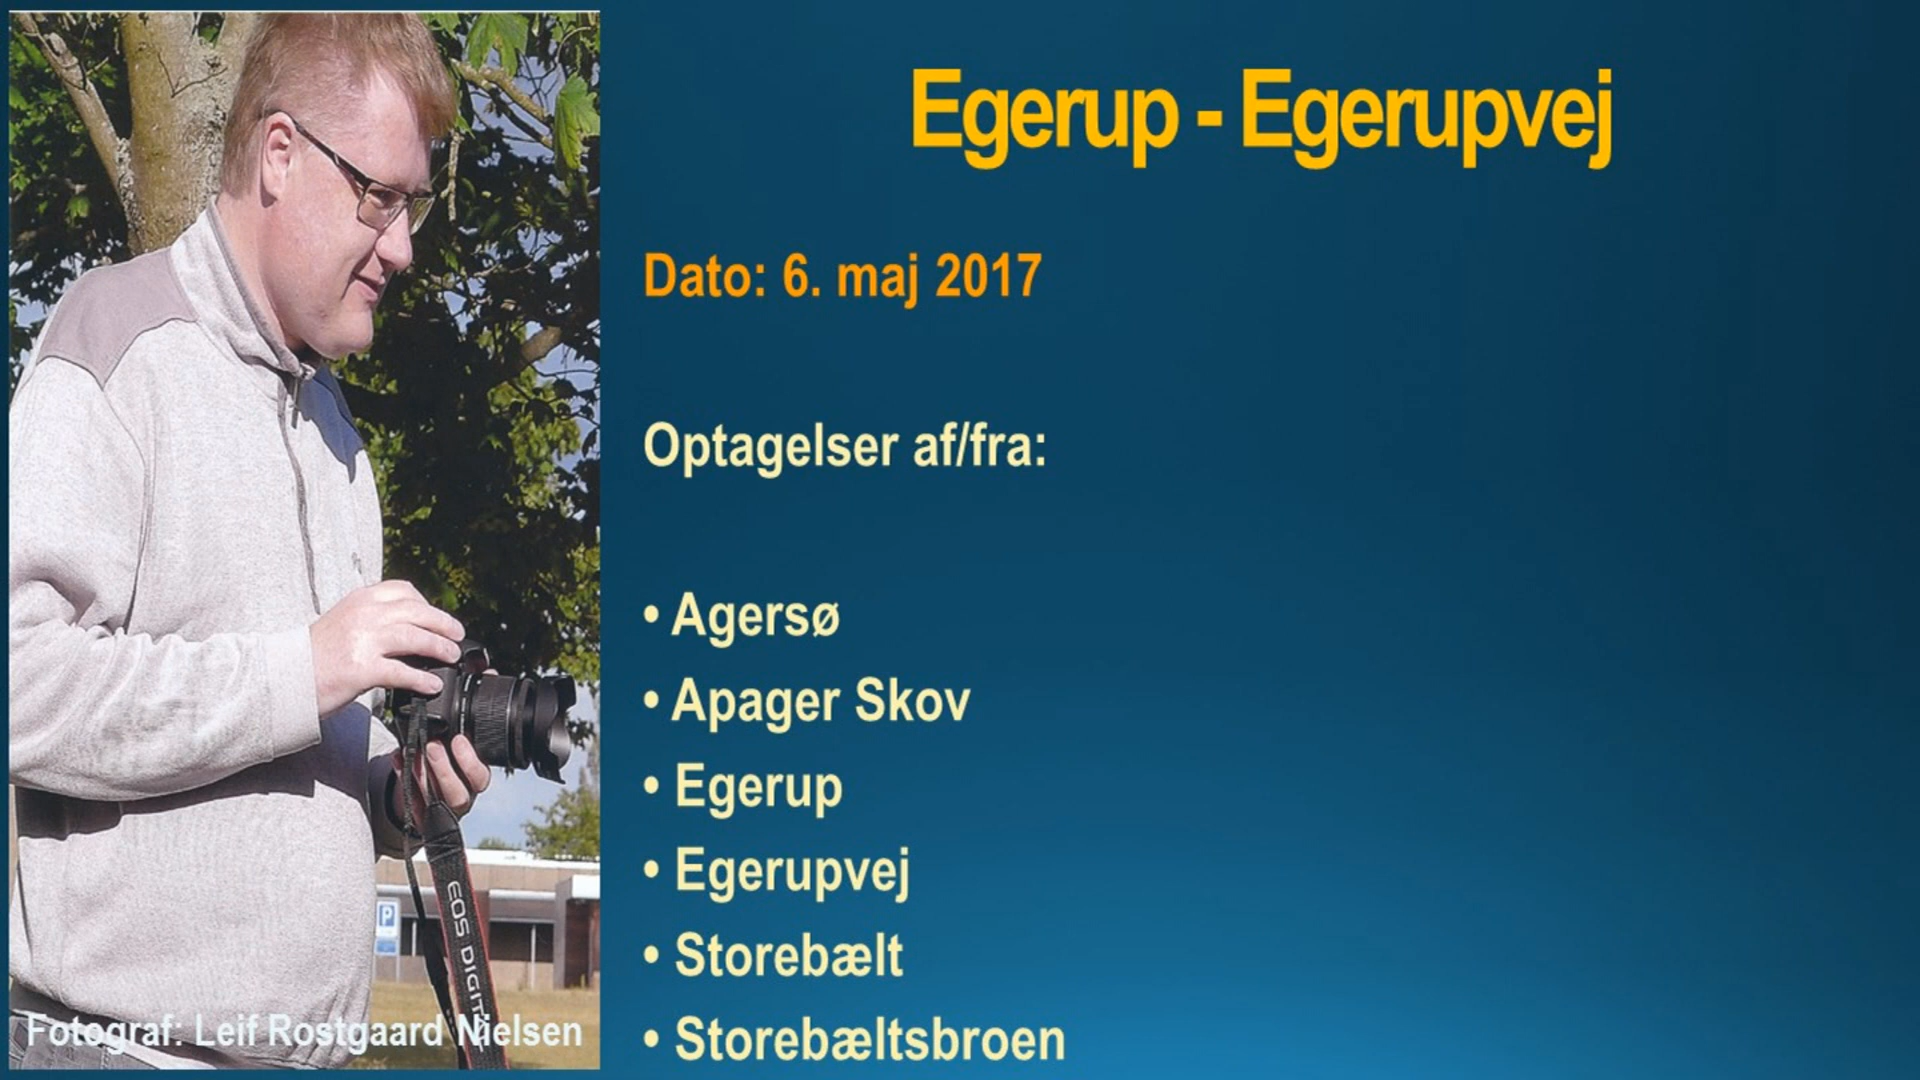 Egerup - Egerupvej
Dato: 6. maj 2017
Optagelser af/fra:
• Agersø
• Apager Skov
• Egerup
• Egerupvej
• Storebælt
• Storebæltsbroen
P
EOS DIGIT
Fotograf: Leif Rostgaard Nielsen